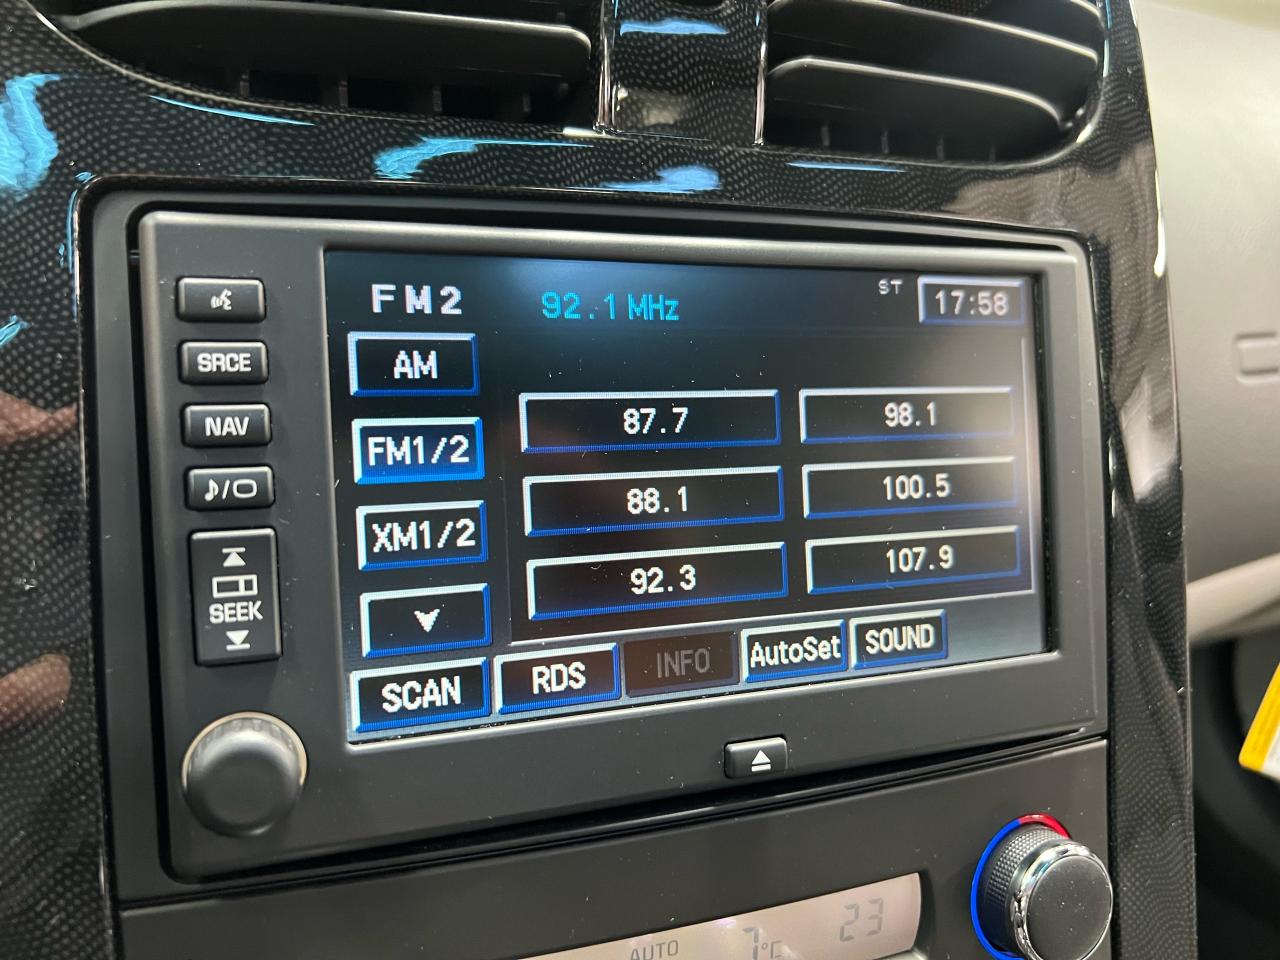 FM2 92.1 MHz ST 17:58
SRCE
AM
87.7 98.1
NAV
FM1/2
88.1 100.5
XM1/2
92.3 107.9
SEEK
SCAN RDS INFO AutoSet SOUND
AUTO 7°C 23